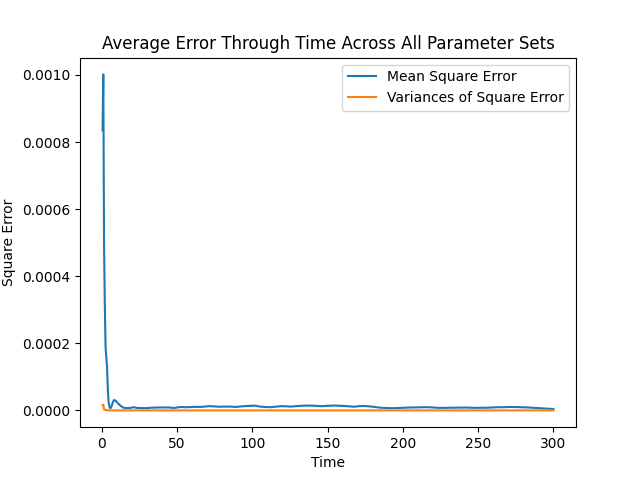 Average Error Through Time Across All Parameter Sets
Mean Square Error
Variances of Square Error
Square Error
0.0010
0.0008
0.0006
0.0004
0.0002
0.0000
0 50 100 150 200 250 300
Time